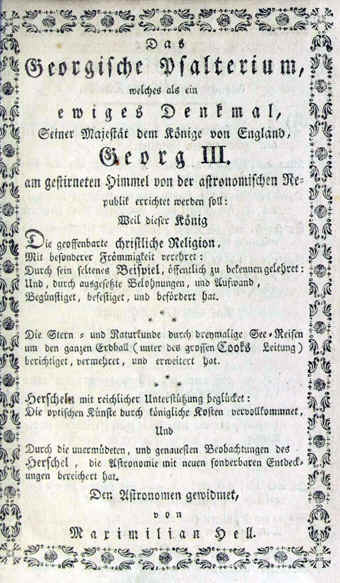 Das
Georgische Psalterium,
welches als ein
ewiges Denkmal,
Seiner Majestät dem Könige von England,
Georg III.
am gestirneten Himmel von der astronomischen Re-
publik errichtet werden soll:
Weil dieser König
Die geoffenbarte christliche Religion,
Mit besonderer Frömmigkeit verehret:
Durch sein seltenes Beispiel, öffentlich zu bekennen gelehret:
Und, durch ausgesetzte Belohnungen, und Aufwand,
Begünstiget, befestiget, und befördert hat.
* * *
Die Stern- und Naturkunde durch dreymalige See-Reisen
um den ganzen Erdball (unter des grossen Cooks Leitung)
berichtiget, vermehret, und erweitert hat.
* * *
Herscheln mit reichlicher Unterstützung beglücket:
Die optischen Künste durch königliche Kosten vervollkommnet,
Und
Durch die unermüdeten, und genauesten Beobachtungen des
Herschel, die Astronomie mit neuen sonderbaren Entdeck-
ungen bereichert hat.
Den Astronomen gewidmet,
von
Maximilian Hell.